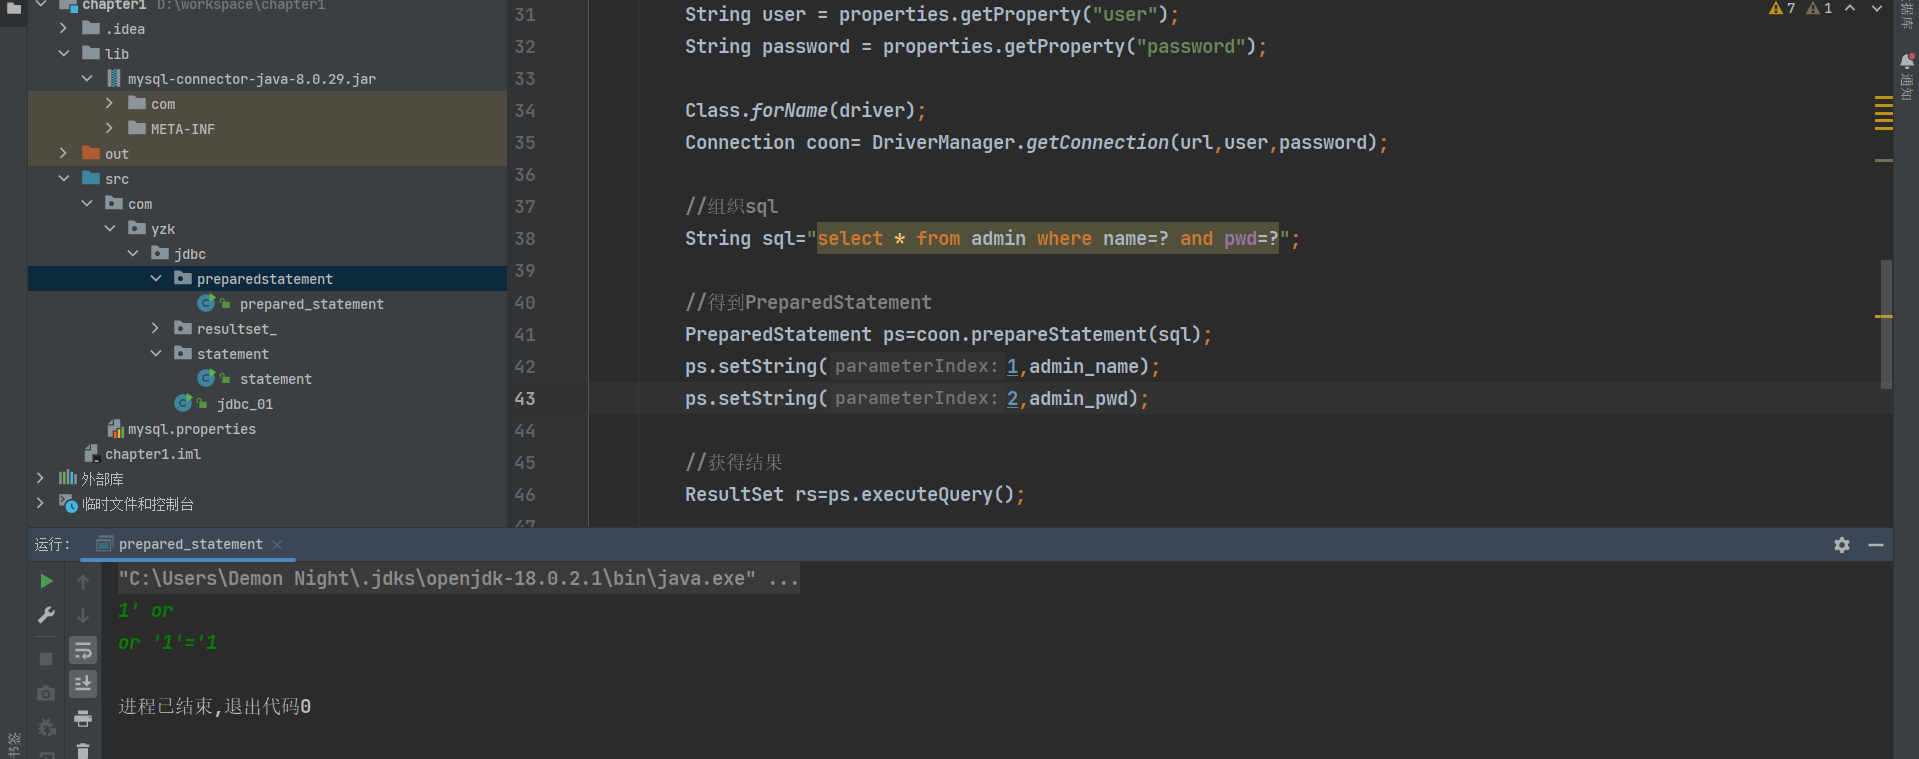 chapter1 D:\workspace\chapter1
.idea
lib
mysql-connector-java-8.0.29.jar
com
META-INF
out
src
com
yzk
jdbc
preparedstatement
prepared_statement
resultset_
statement
statement
jdbc_01
mysql.properties
chapter1.iml
外部库
临时文件和控制台
31 String user = properties.getProperty("user");
32 String password = properties.getProperty("password");
33
34 Class.forName(driver);
35 Connection coon= DriverManager.getConnection(url,user,password);
36
37 //组织sql
38 String sql="select * from admin where name=? and pwd=?";
39
40 //得到PreparedStatement
41 PreparedStatement ps=coon.prepareStatement(sql);
42 ps.setString( parameterIndex: 1,admin_name);
43 ps.setString( parameterIndex: 2,admin_pwd);
44
45 //获得结果
46 ResultSet rs=ps.executeQuery();
47
7 1
数据库
通知
运行: prepared_statement
"C:\Users\Demon Night\.jdks\openjdk-18.0.2.1\bin\java.exe" ...
1' or
or '1'='1
进程已结束,退出代码0
书签